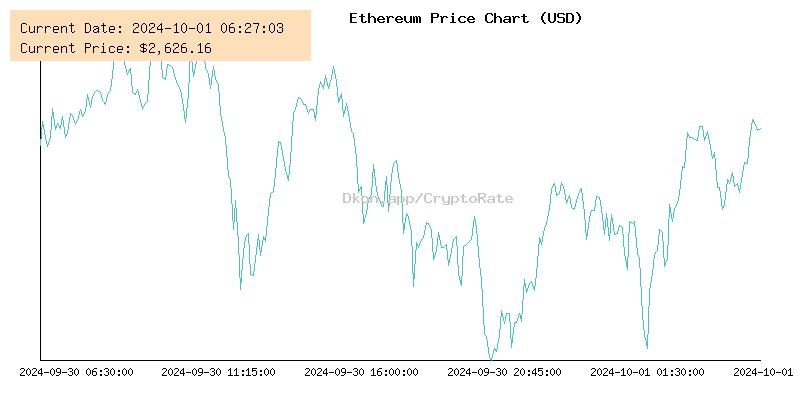 Ethereum Price Chart (USD)
Current Date: 2024-10-01 06:27:03
Current Price: $2,626.16
Dkon.app/CryptoRate
2024-09-30 06:30:00 2024-09-30 11:15:00 2024-09-30 16:00:00 2024-09-30 20:45:00 2024-10-01 01:30:00 2024-10-01